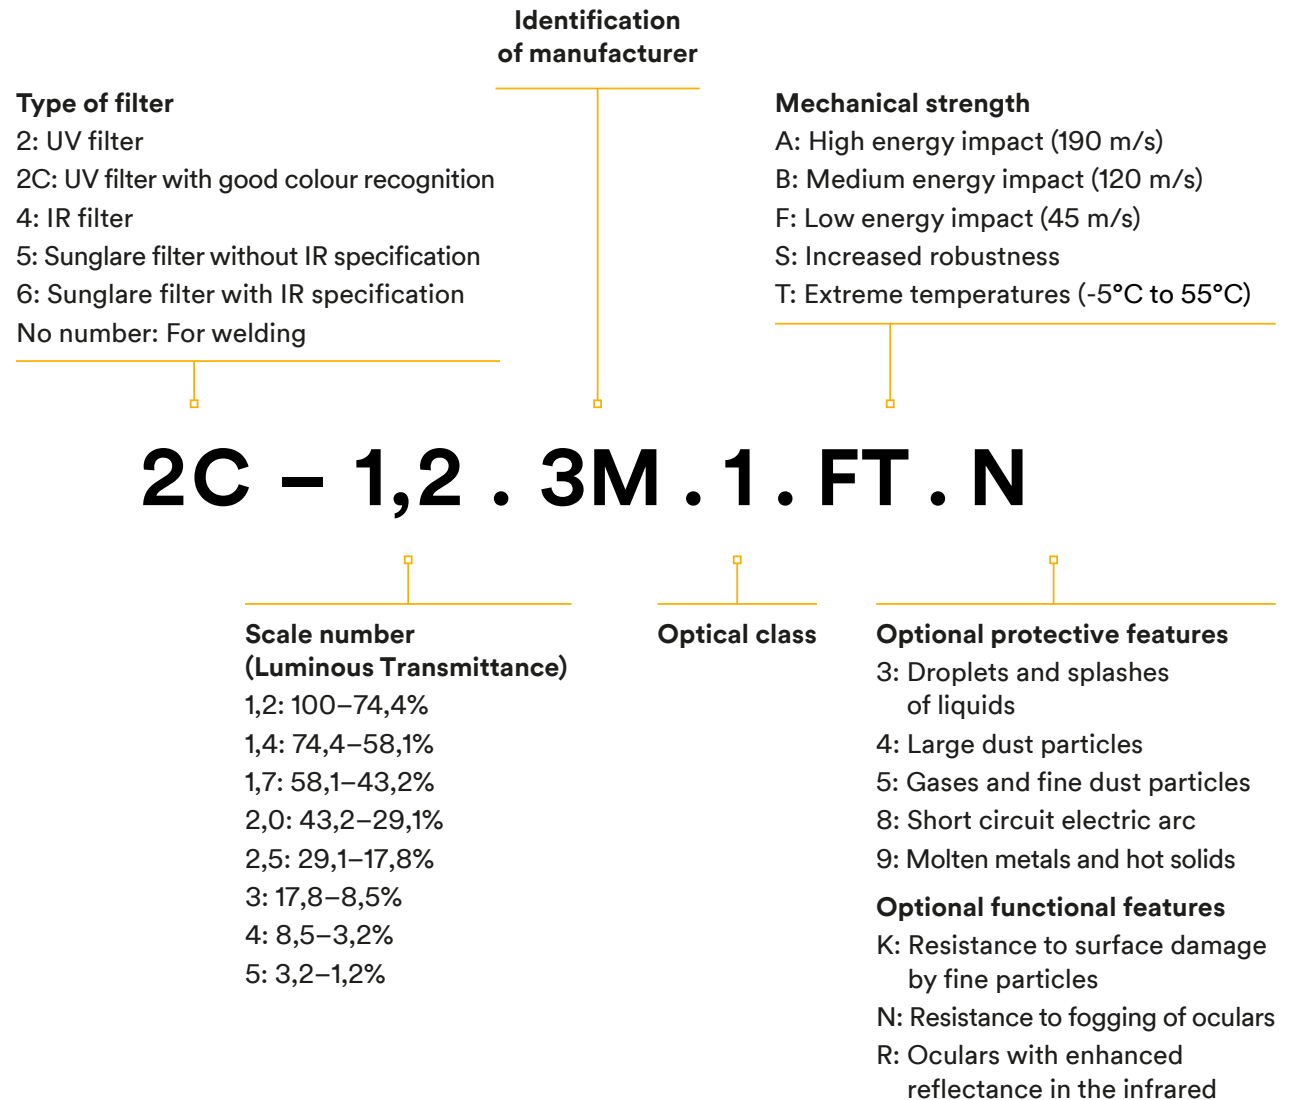 Identification
of manufacturer
Type of filter
2: UV filter
2C: UV filter with good colour recognition
4: IR filter
5: Sunglare filter without IR specification
6: Sunglare filter with IR specification
No number: For welding
Mechanical strength
A: High energy impact (190 m/s)
B: Medium energy impact (120 m/s)
F: Low energy impact (45 m/s)
S: Increased robustness
T: Extreme temperatures (-5°C to 55°C)
2C – 1,2 . 3M . 1 . FT . N
Scale number
(Luminous Transmittance)
1,2: 100–74,4%
1,4: 74,4–58,1%
1,7: 58,1–43,2%
2,0: 43,2–29,1%
2,5: 29,1–17,8%
3: 17,8–8,5%
4: 8,5–3,2%
5: 3,2–1,2%
Optical class
Optional protective features
3: Droplets and splashes
of liquids
4: Large dust particles
5: Gases and fine dust particles
8: Short circuit electric arc
9: Molten metals and hot solids
Optional functional features
K: Resistance to surface damage
by fine particles
N: Resistance to fogging of oculars
R: Oculars with enhanced
reflectance in the infrared